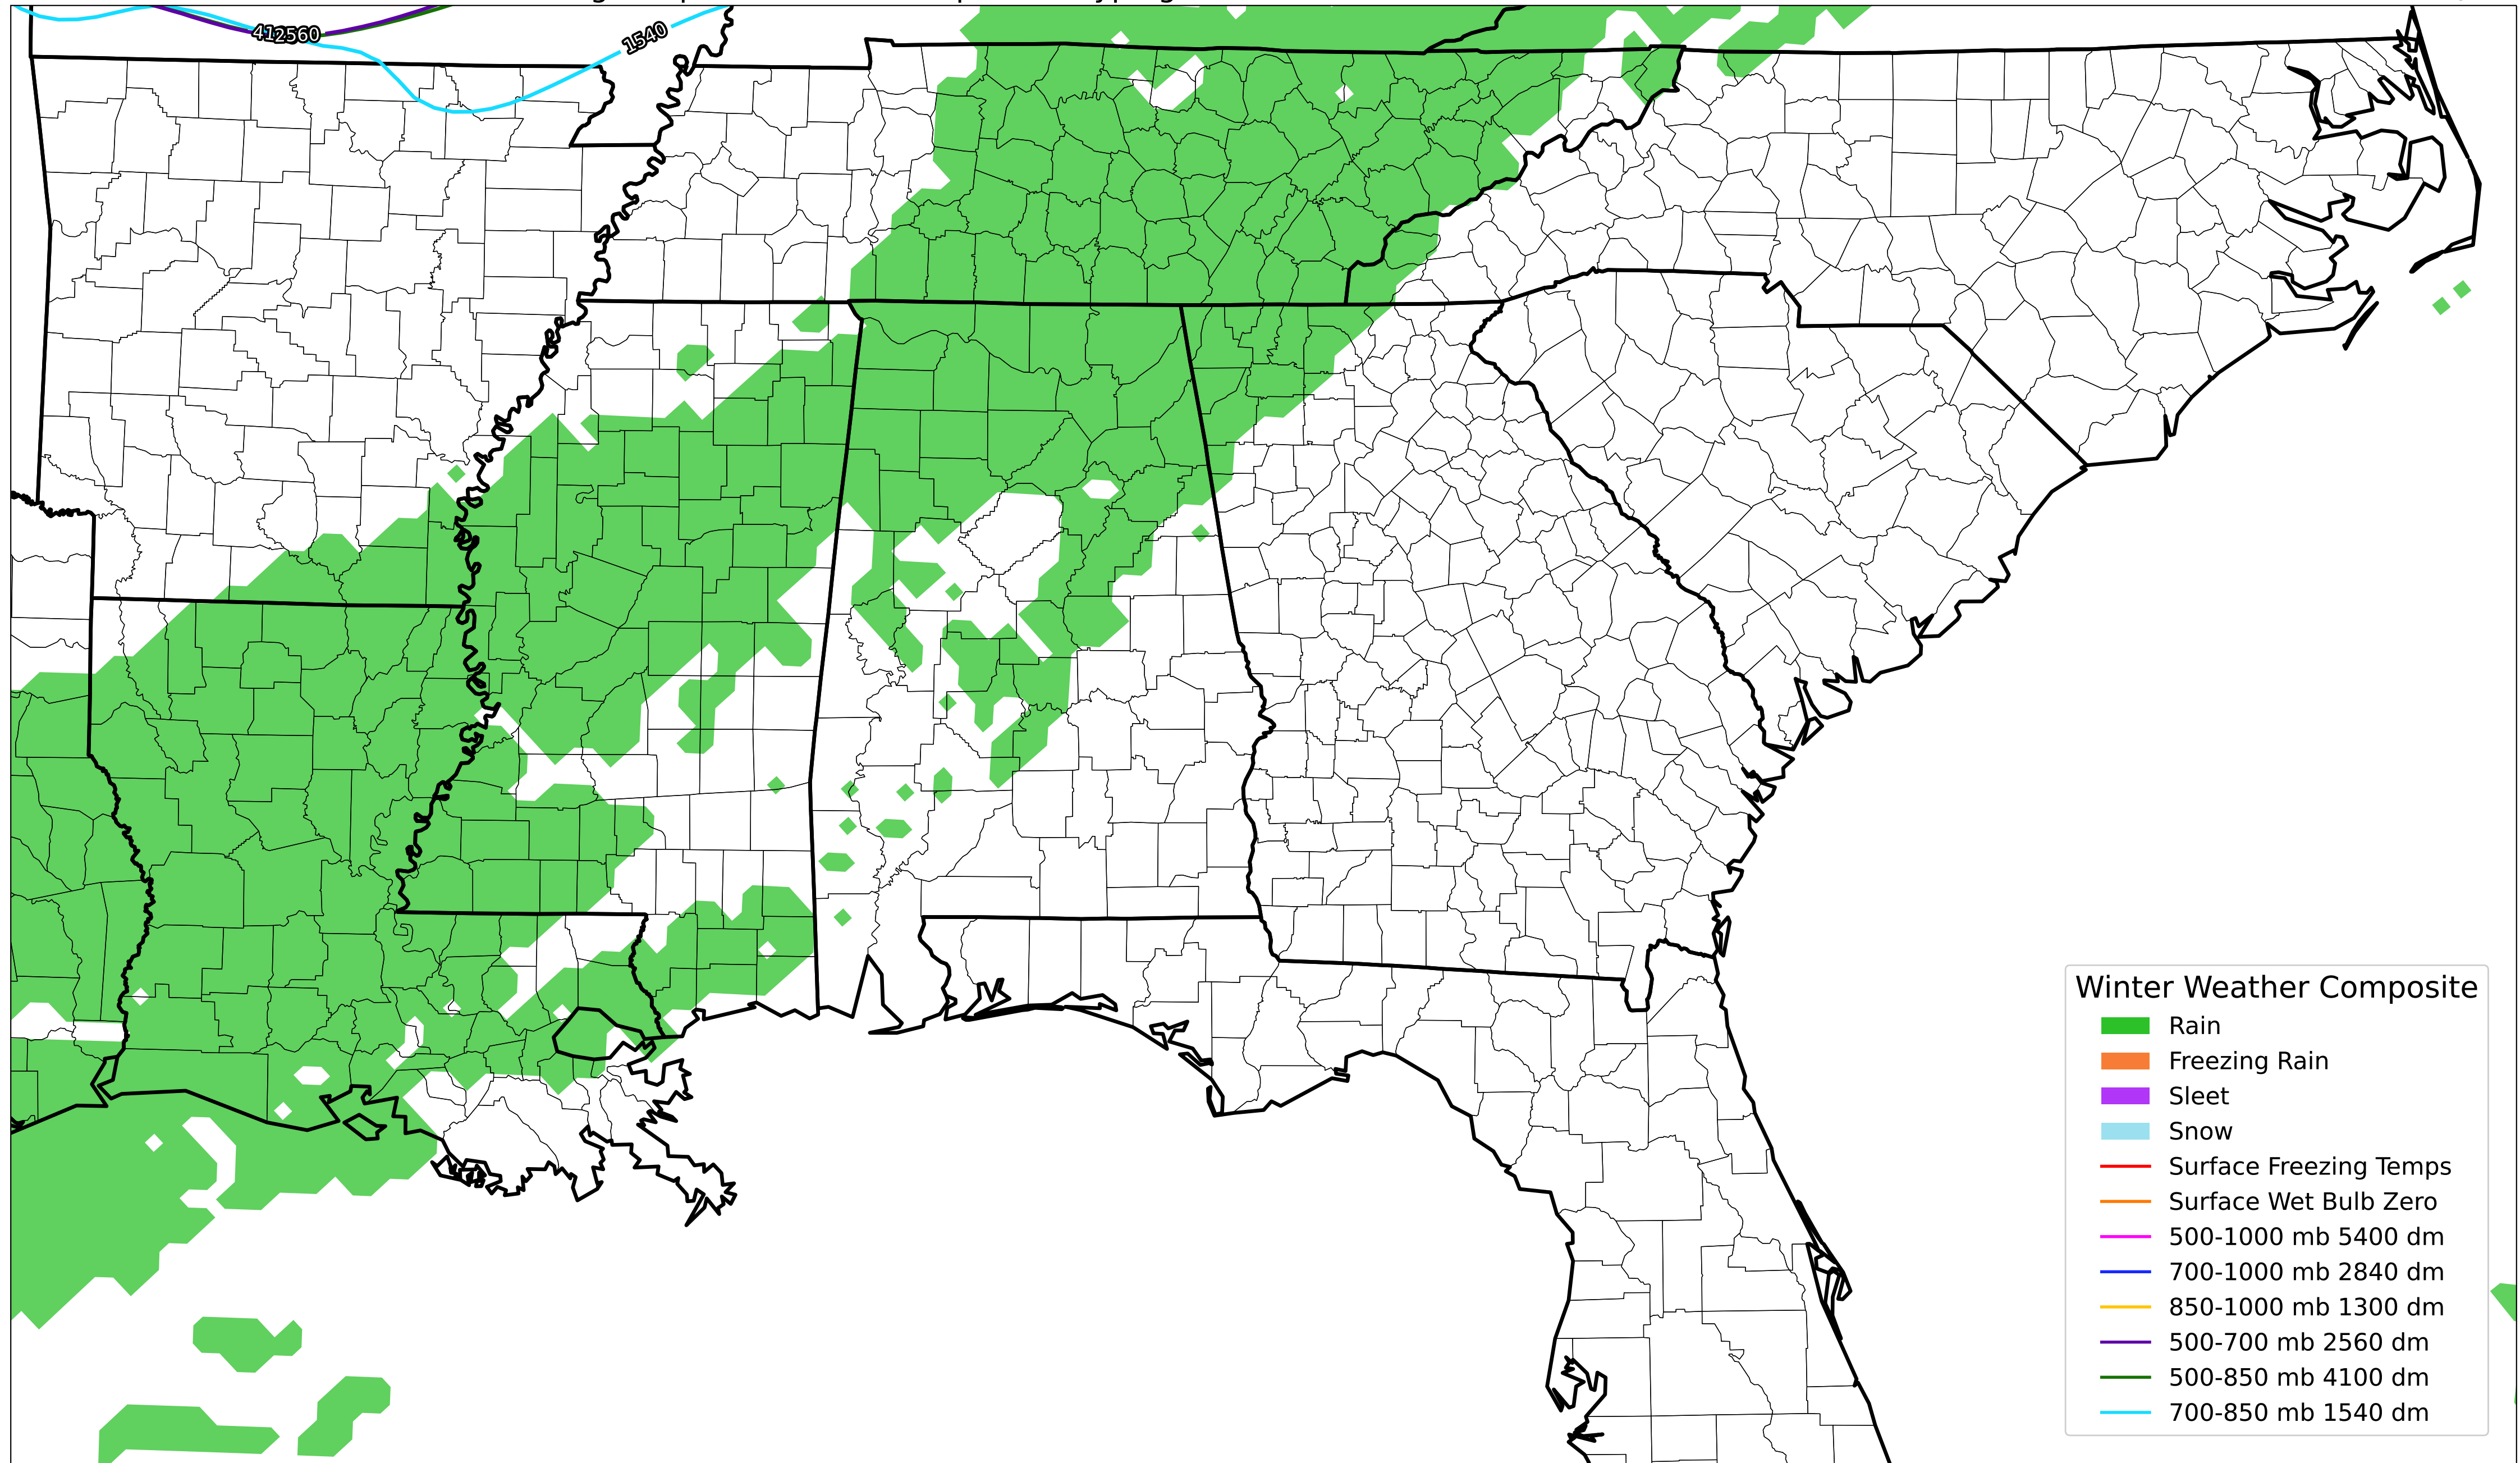 412560
1540
Winter Weather Composite
Rain
Freezing Rain
Sleet
Snow
Surface Freezing Temps
Surface Wet Bulb Zero
500-1000 mb 5400 dm
700-1000 mb 2840 dm
850-1000 mb 1300 dm
500-700 mb 2560 dm
500-850 mb 4100 dm
700-850 mb 1540 dm